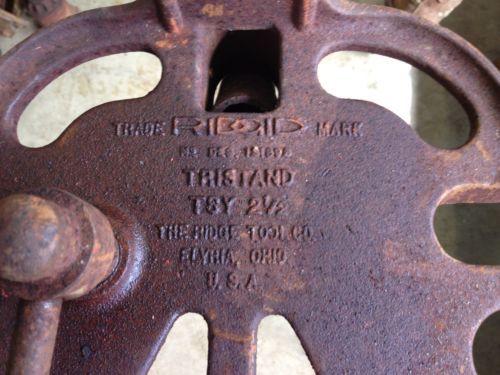 TRADE RIDGID MARK
TRISTAND
TSY 2½
THE RIDGE TOOL CO.
ELYRIA, OHIO
U.S.A